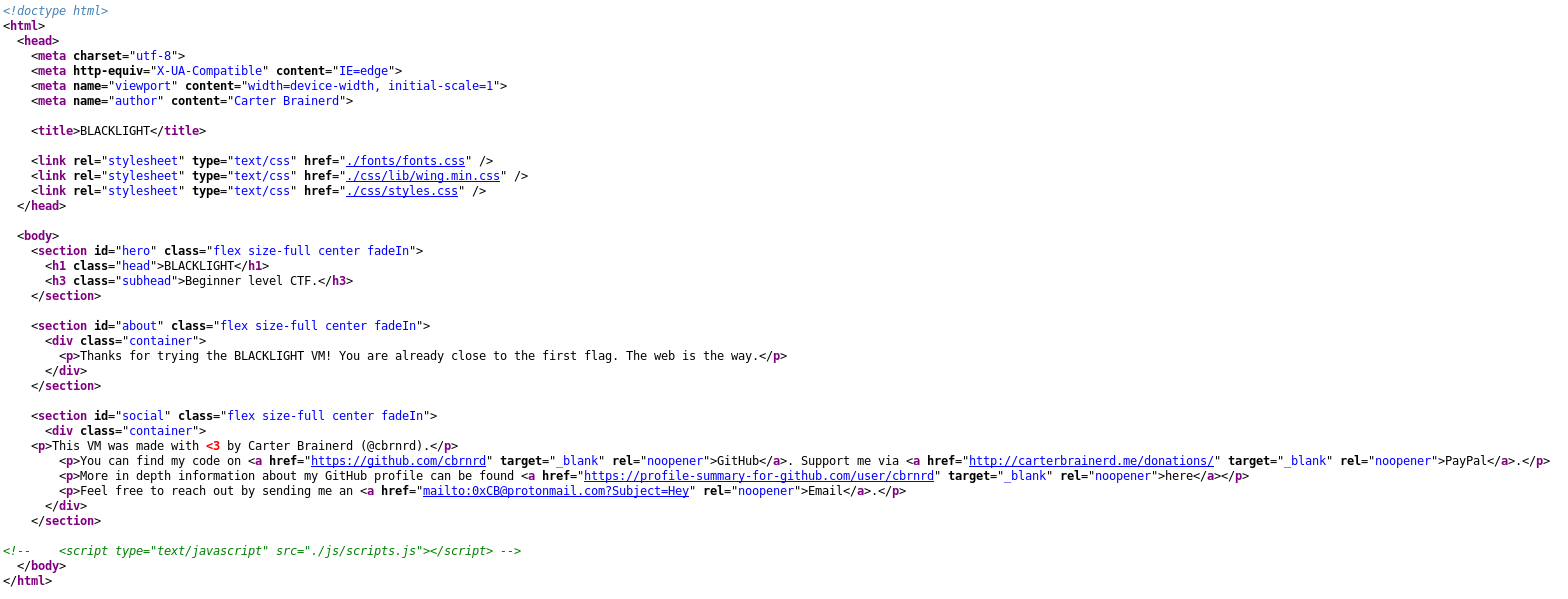 <!doctype html>
<html>
  <head>
    <meta charset="utf-8">
    <meta http-equiv="X-UA-Compatible" content="IE=edge">
    <meta name="viewport" content="width=device-width, initial-scale=1">
    <meta name="author" content="Carter Brainerd">

    <title>BLACKLIGHT</title>

    <link rel="stylesheet" type="text/css" href="./fonts/fonts.css" />
    <link rel="stylesheet" type="text/css" href="./css/lib/wing.min.css" />
    <link rel="stylesheet" type="text/css" href="./css/styles.css" />
  </head>

  <body>
    <section id="hero" class="flex size-full center fadeIn">
      <h1 class="head">BLACKLIGHT</h1>
      <h3 class="subhead">Beginner level CTF.</h3>
    </section>

    <section id="about" class="flex size-full center fadeIn">
      <div class="container">
        <p>Thanks for trying the BLACKLIGHT VM! You are already close to the first flag. The web is the way.</p>
      </div>
    </section>

    <section id="social" class="flex size-full center fadeIn">
      <div class="container">
    <p>This VM was made with <3 by Carter Brainerd (@cbrnrd).</p>
        <p>You can find my code on <a href="https://github.com/cbrnrd" target="_blank" rel="noopener">GitHub</a>. Support me via <a href="http://carterbrainerd.me/donations/" target="_blank" rel="noopener">PayPal</a>.</p>
        <p>More in depth information about my GitHub profile can be found <a href="https://profile-summary-for-github.com/user/cbrnrd" target="_blank" rel="noopener">here</a></p>
        <p>Feel free to reach out by sending me an <a href="mailto:0xCB@protonmail.com?Subject=Hey" rel="noopener">Email</a>.</p>
      </div>
    </section>

<!--    <script type="text/javascript" src="./js/scripts.js"></script> -->
  </body>
</html>